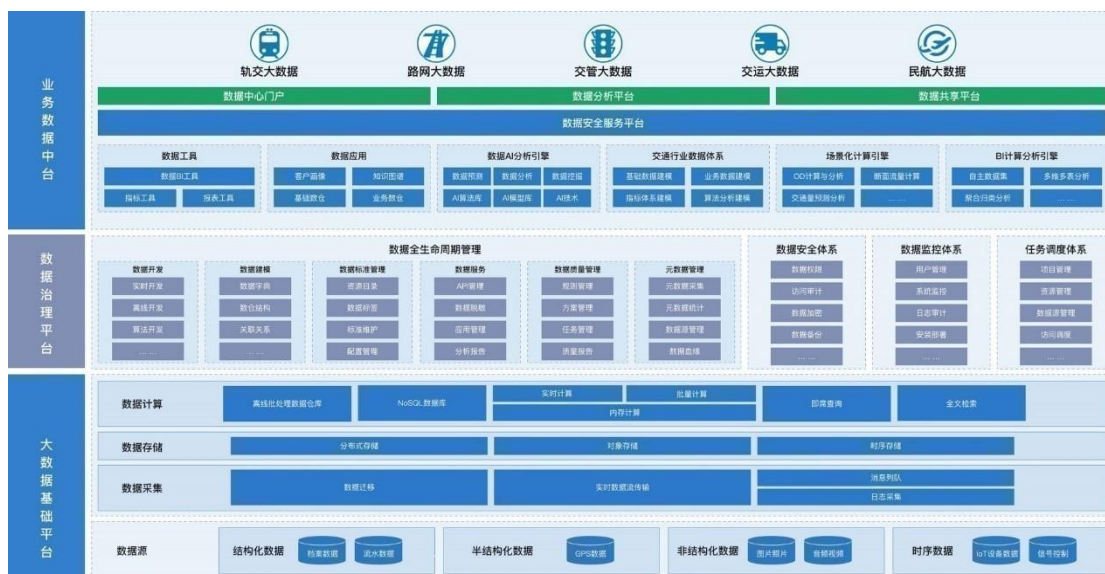 业务数据中台
轨交大数据 路网大数据 交管大数据 交运大数据 民航大数据
数据中心门户 数据分析平台 数据共享平台
数据安全服务平台
数据工具 数据应用 数据AI分析引擎 交通行业数据体系 场景化计算引擎 BI计算分析引擎
数据BI工具 客户画像 知识图谱 数据预测 数据分析 数据挖掘 基础数据建模 业务数据建模 OD计算与分析 断面流量计算 自主数据集 多维多表分析
指标工具 报表工具 基础数仓 业务数仓 AI算法库 AI模型库 AI技术 指标体系建模 算法分析建模 交通量预测分析 ... ... 聚合归类分析 ... ...
数据治理平台
数据全生命周期管理 数据安全体系 数据监控体系 任务调度体系
数据开发 数据建模 数据标准管理 数据服务 数据质量管理 元数据管理
实时开发 数据字典 资源目录 API管理 规则管理 元数据采集 数据权限 用户管理 项目管理
离线开发 数仓结构 数据标签 数据脱敏 方案管理 元数据统计 访问审计 系统监控 资源管理
算法开发 关联关系 标准维护 应用管理 任务管理 数据源管理 数据加密 日志审计 数据源管理
... ... ... ... 配置管理 分析报告 质量报告 数据血缘 数据备份 安装部署 访问调度
... ... ... ... ... ...
大数据基础平台
数据计算 离线批处理数据仓库 NoSQL数据库 实时计算 批量计算 内存计算 即席查询 全文检索
数据存储 分布式存储 对象存储 时序存储
数据采集 数据迁移 实时数据流传输 消息列队 日志采集
数据源 结构化数据 档案数据 流水数据 半结构化数据 GPS数据 非结构化数据 图片照片 音频视频 时序数据 IoT设备数据 信号控制